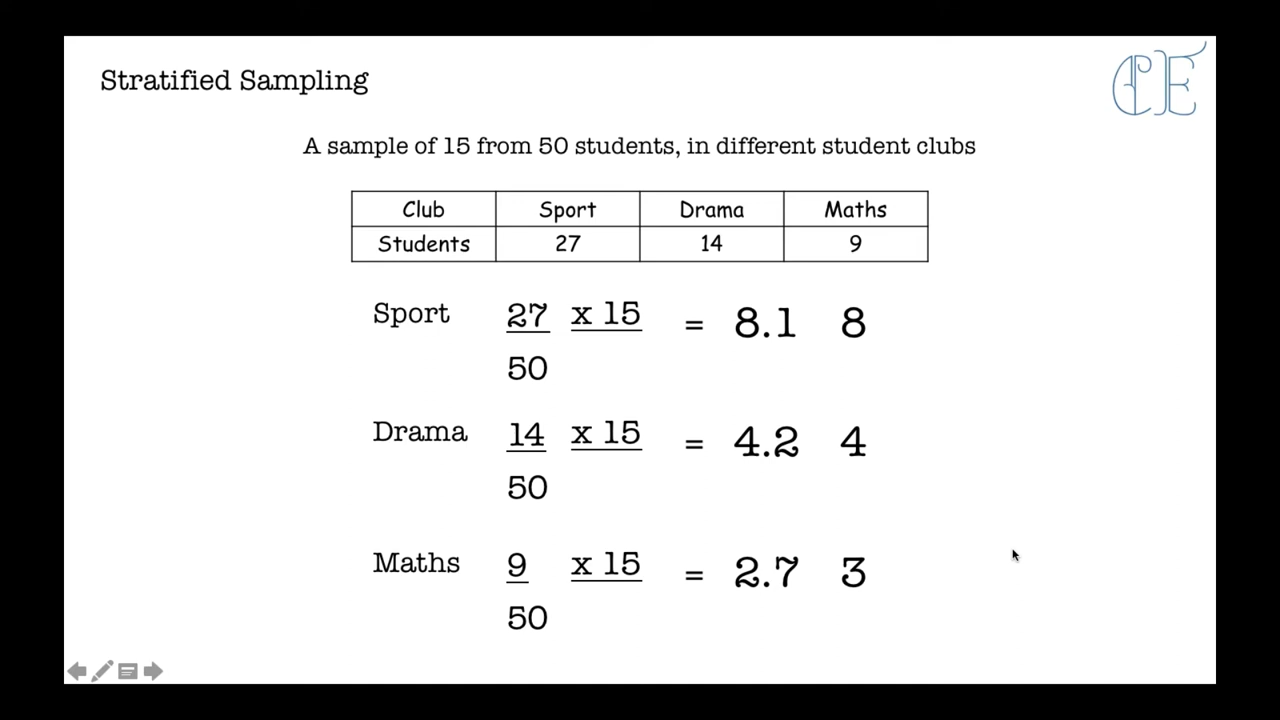 CE
Stratified Sampling
A sample of 15 from 50 students, in different student clubs
Club Sport Drama Maths
Students 27 14 9
Sport 27 x 15 = 8.1 8
50
Drama 14 x 15 = 4.2 4
50
Maths 9 x 15 = 2.7 3
50